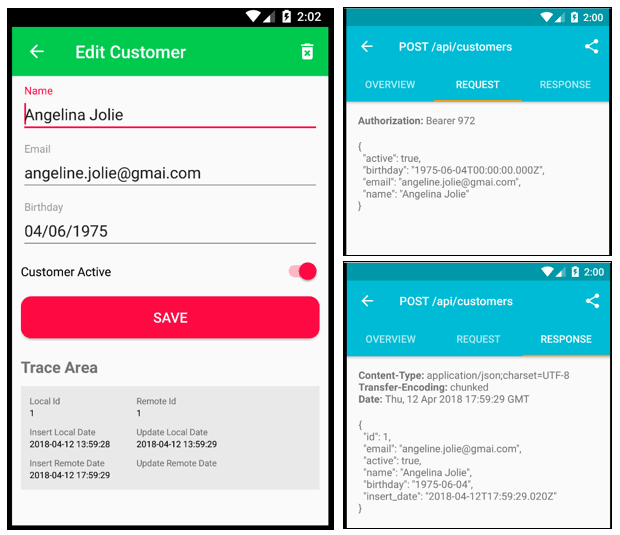 2:02
Edit Customer
Name
Angelina Jolie
Email
angeline.jolie@gmai.com
Birthday
04/06/1975
Customer Active
SAVE
Trace Area
Local Id Remote Id
1 1
Insert Local Date Update Local Date
2018-04-12 13:59:28 2018-04-12 13:59:29
Insert Remote Date Update Remote Date
2018-04-12 17:59:29
2:00
POST /api/customers
OVERVIEW REQUEST RESPONSE
Authorization: Bearer 972
{
"active": true,
"birthday": "1975-06-04T00:00:00.000Z",
"email": "angeline.jolie@gmai.com",
"name": "Angelina Jolie"
}
2:00
POST /api/customers
OVERVIEW REQUEST RESPONSE
Content-Type: application/json;charset=UTF-8
Transfer-Encoding: chunked
Date: Thu, 12 Apr 2018 17:59:29 GMT
{
"id": 1,
"email": "angeline.jolie@gmai.com",
"active": true,
"name": "Angelina Jolie",
"birthday": "1975-06-04",
"insert_date": "2018-04-12T17:59:29.020Z"
}